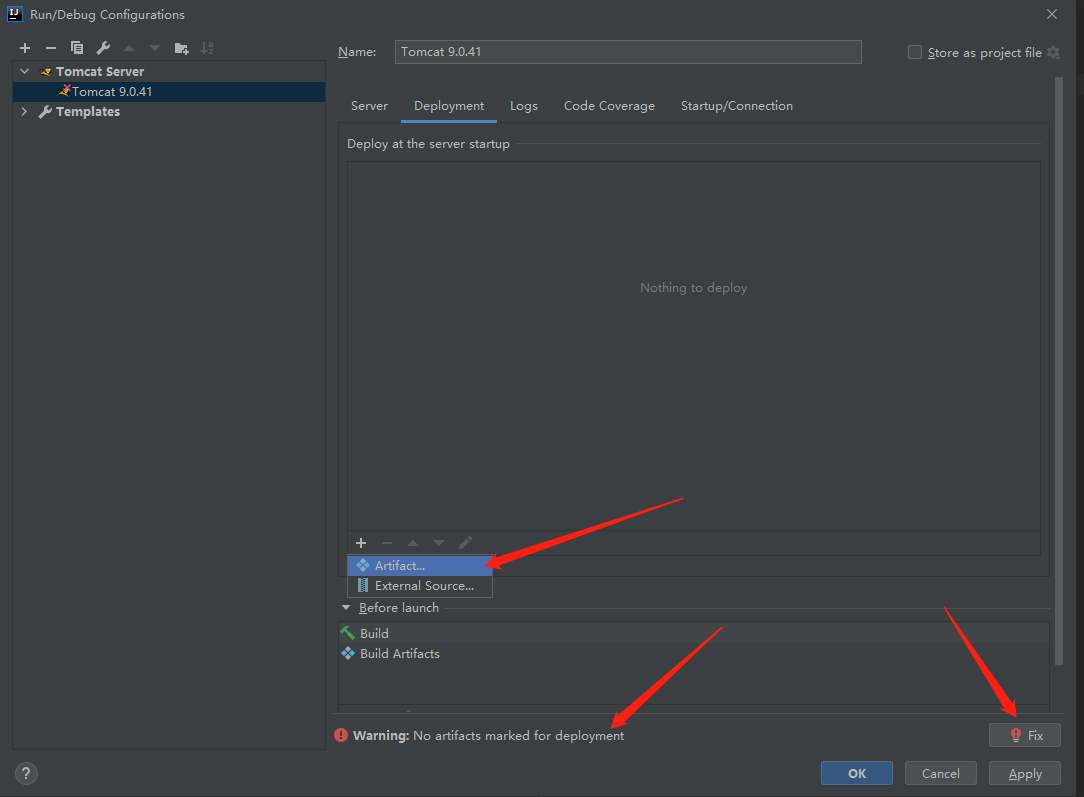 IJ Run/Debug Configurations
Tomcat Server
Tomcat 9.0.41
Templates
Name: Tomcat 9.0.41
Store as project file
Server Deployment Logs Code Coverage Startup/Connection
Deploy at the server startup
Nothing to deploy
Artifact...
External Source...
Before launch
Build
Build Artifacts
Warning: No artifacts marked for deployment
Fix
?
OK Cancel Apply